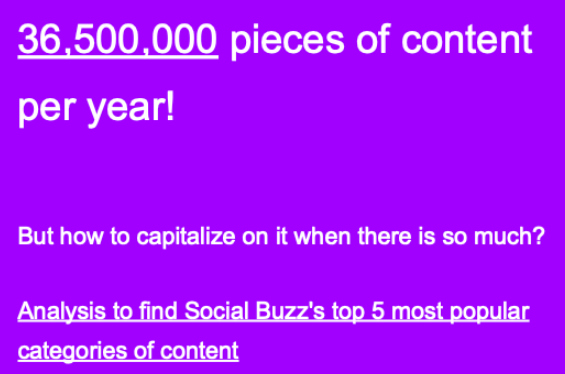 36,500,000 pieces of content
per year!
But how to capitalize on it when there is so much?
Analysis to find Social Buzz's top 5 most popular
categories of content